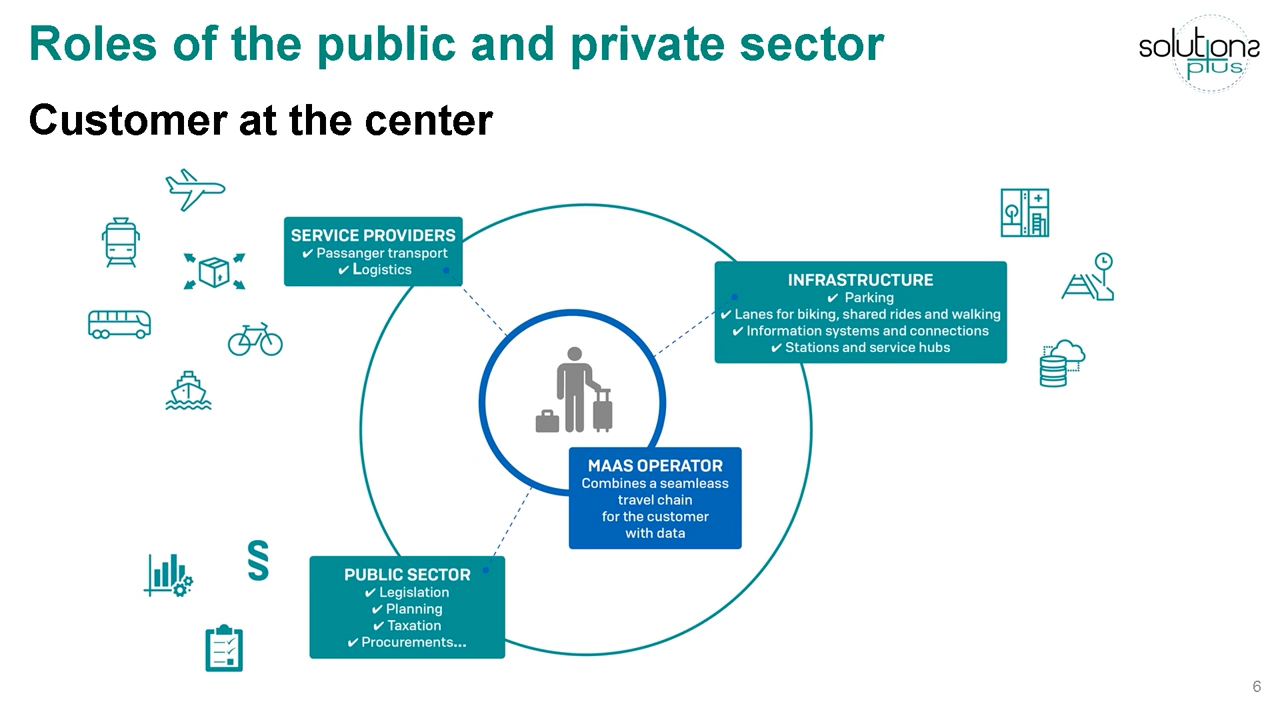 Roles of the public and private sector
solutions
plus
Customer at the center
SERVICE PROVIDERS
✔ Passanger transport
✔ Logistics
INFRASTRUCTURE
✔ Parking
✔ Lanes for biking, shared rides and walking
✔ Information systems and connections
✔ Stations and service hubs
MAAS OPERATOR
Combines a seamleass
travel chain
for the customer
with data
§
PUBLIC SECTOR
✔ Legislation
✔ Planning
✔ Taxation
✔ Procurements...
6